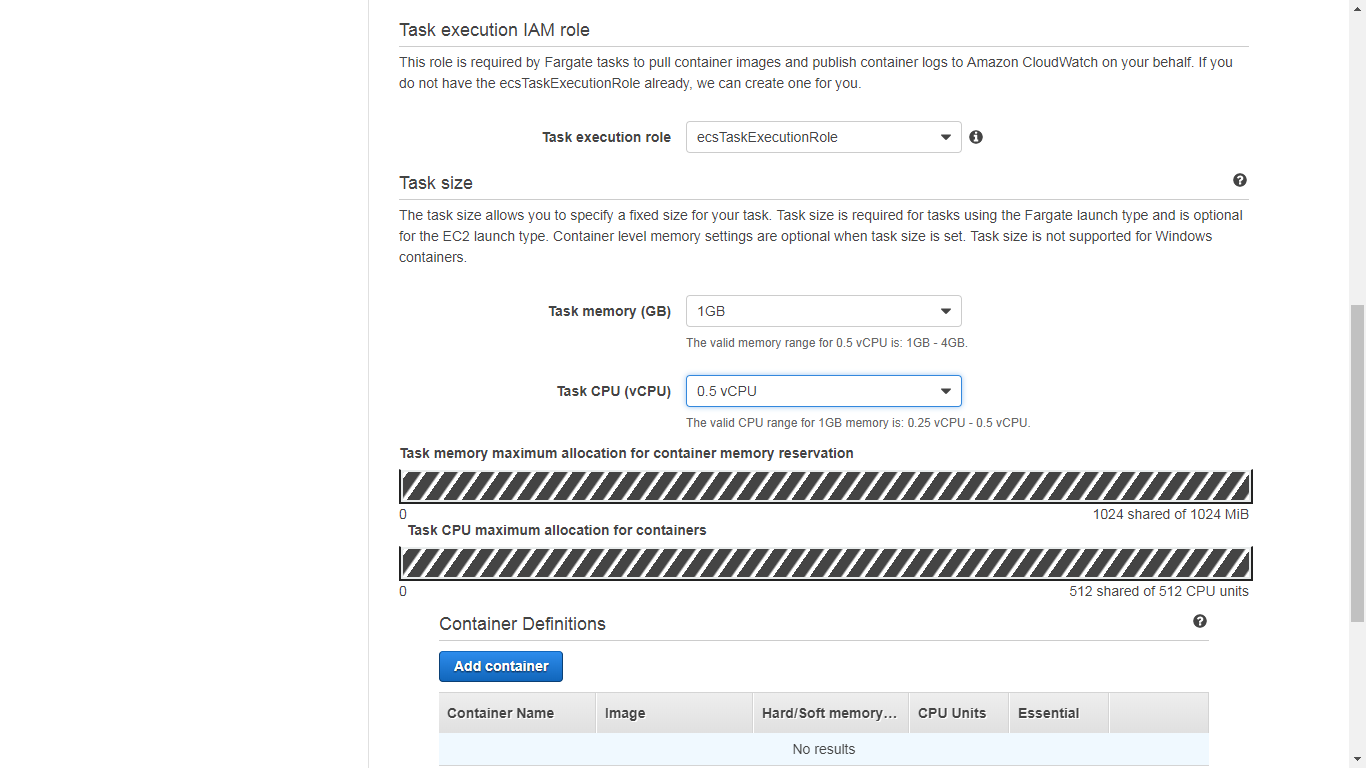 Task execution IAM role
This role is required by Fargate tasks to pull container images and publish container logs to Amazon CloudWatch on your behalf. If you
do not have the ecsTaskExecutionRole already, we can create one for you.
Task execution role ecsTaskExecutionRole
Task size
The task size allows you to specify a fixed size for your task. Task size is required for tasks using the Fargate launch type and is optional
for the EC2 launch type. Container level memory settings are optional when task size is set. Task size is not supported for Windows
containers.
Task memory (GB) 1GB
The valid memory range for 0.5 vCPU is: 1GB - 4GB.
Task CPU (vCPU) 0.5 vCPU
The valid CPU range for 1GB memory is: 0.25 vCPU - 0.5 vCPU.
Task memory maximum allocation for container memory reservation
0 1024 shared of 1024 MiB
Task CPU maximum allocation for containers
0 512 shared of 512 CPU units
Container Definitions
Add container
Container Name Image Hard/Soft memory... CPU Units Essential
No results